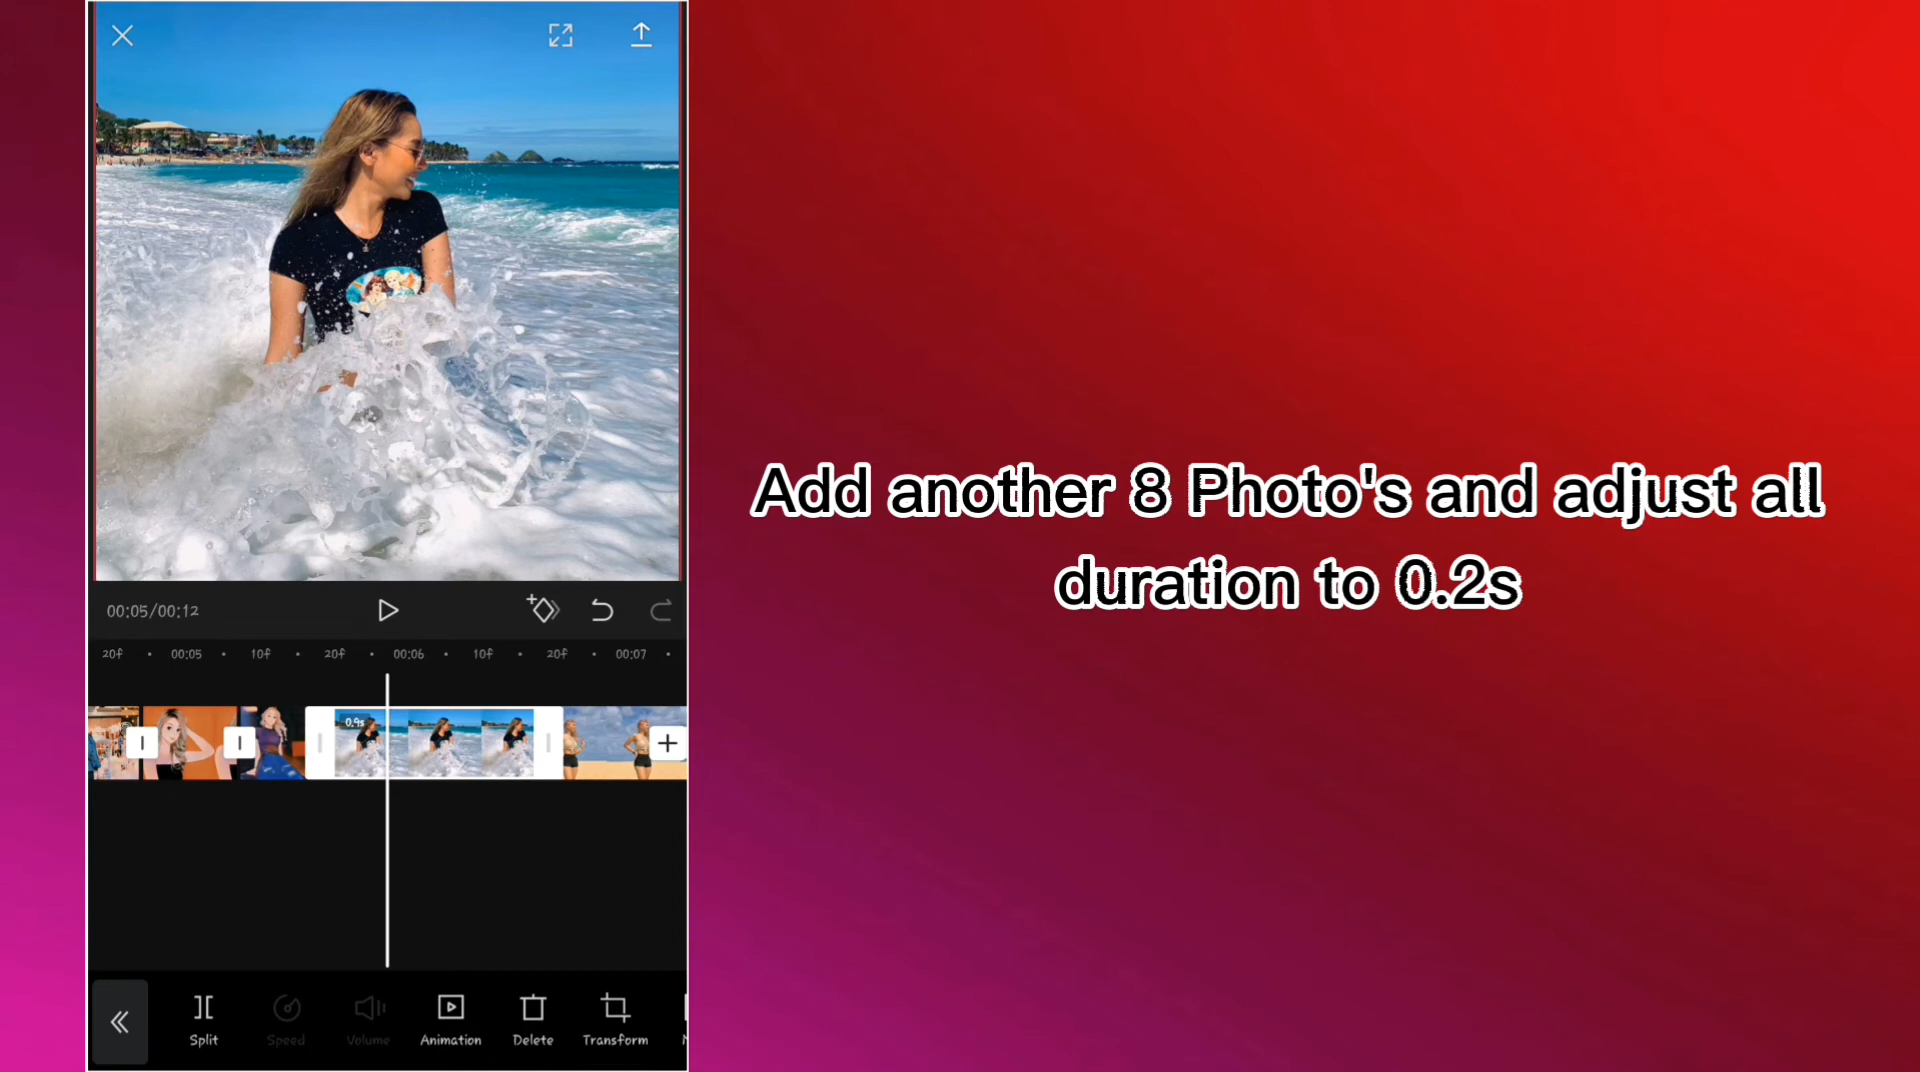 00:05/00:12
20f 00:05 10f 20f 00:06 10f 20f 00:07
0.9s
Split Speed Volume Animation Delete Transform
Add another 8 Photo's and adjust all
duration to 0.2s